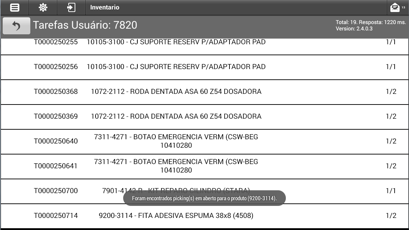 Inventario
Tarefas Usuário: 7820
Total: 19. Resposta: 1220 ms.
Version: 2.4.0.3
T0000250255 10105-3100 - CJ SUPORTE RESERV P/ADAPTADOR PAD 1/1
T0000250256 10105-3100 - CJ SUPORTE RESERV P/ADAPTADOR PAD 1/1
T0000250368 1072-2112 - RODA DENTADA ASA 60 Z54 DOSADORA 1/2
T0000250369 1072-2112 - RODA DENTADA ASA 60 Z54 DOSADORA 1/2
T0000250640 7311-4271 - BOTAO EMERGENCIA VERM (CSW-BEG 10410280 1/2
T0000250641 7311-4271 - BOTAO EMERGENCIA VERM (CSW-BEG 10410280 1/2
T0000250700 7901-4 KIT REPARO CILINDRO 1/1
Foram encontrados picking(s) em aberto para o produto (9200-3114).
T0000250714 9200-3114 - FITA ADESIVA ESPUMA 38x8 (4508) 1/2